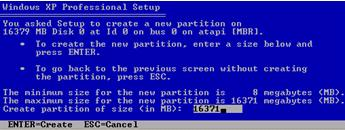 Windows XP Professional Setup
You asked Setup to create a new partition on
16379 MB Disk 0 at Id 0 on bus 0 on atapi [MBR].
• To create the new partition, enter a size below and
press ENTER.
• To go back to the previous screen without creating
the partition, press ESC.
The minimum size for the new partition is 8 megabytes (MB).
The maximum size for the new partition is 16371 megabytes (MB).
Create partition of size (in MB): 16371
ENTER=Create ESC=Cancel